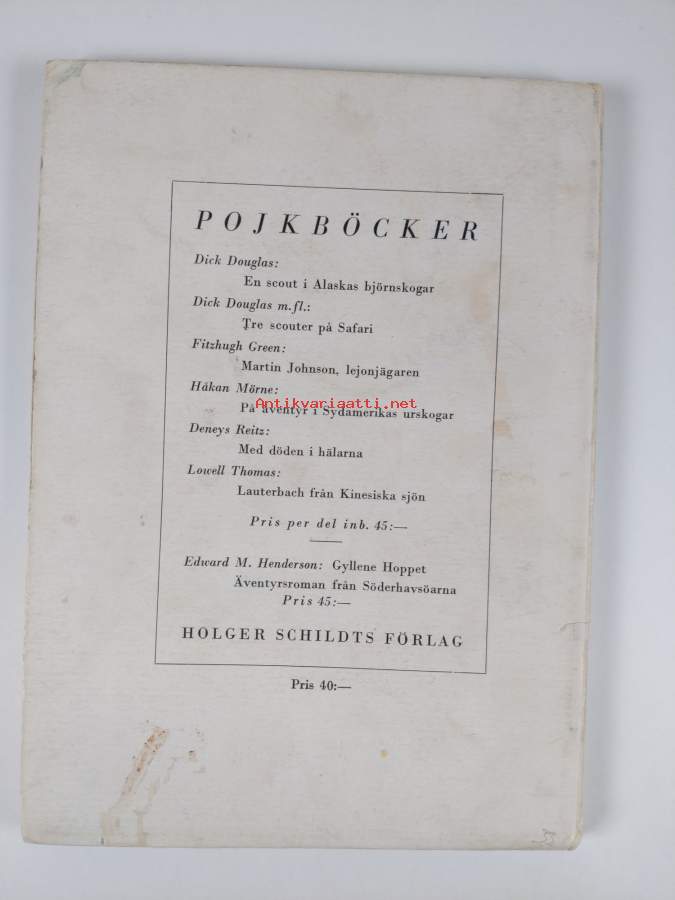 POJKBÖCKER
Dick Douglas:
En scout i Alaskas björnskogar
Dick Douglas m.fl.:
Tre scouter på Safari
Fitzhugh Green:
Martin Johnson, lejonjägaren
Håkan Mörne:
Antikvariaatti.net
På äventyr i Sydamerikas urskogar
Deneys Reitz:
Med döden i hälarna
Lowell Thomas:
Lauterbach från Kinesiska sjön
Pris per del inb. 45:—
Edward M. Henderson: Gyllene Hoppet
Äventyrsroman från Söderhavsöarna
Pris 45:—
HOLGER SCHILDTS FÖRLAG
Pris 40:—